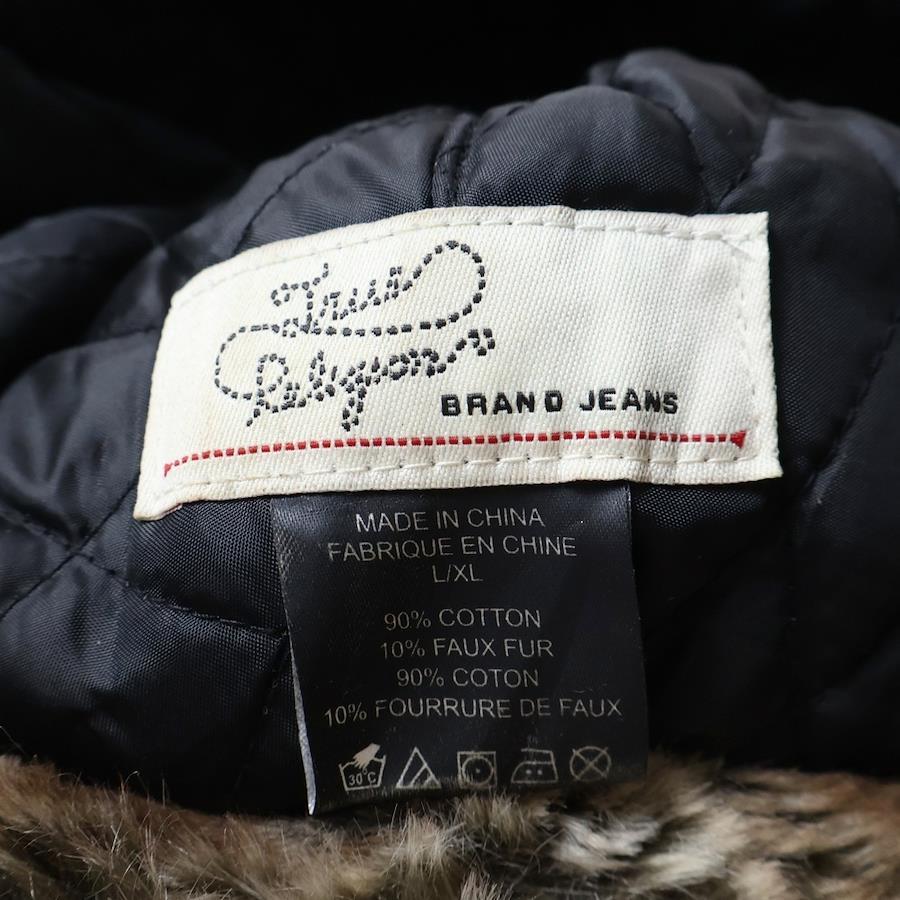 True
Religion
BRAND JEANS
MADE IN CHINA
FABRIQUE EN CHINE
L/XL
90% COTTON
10% FAUX FUR
90% COTON
10% FOURRURE DE FAUX
30°C